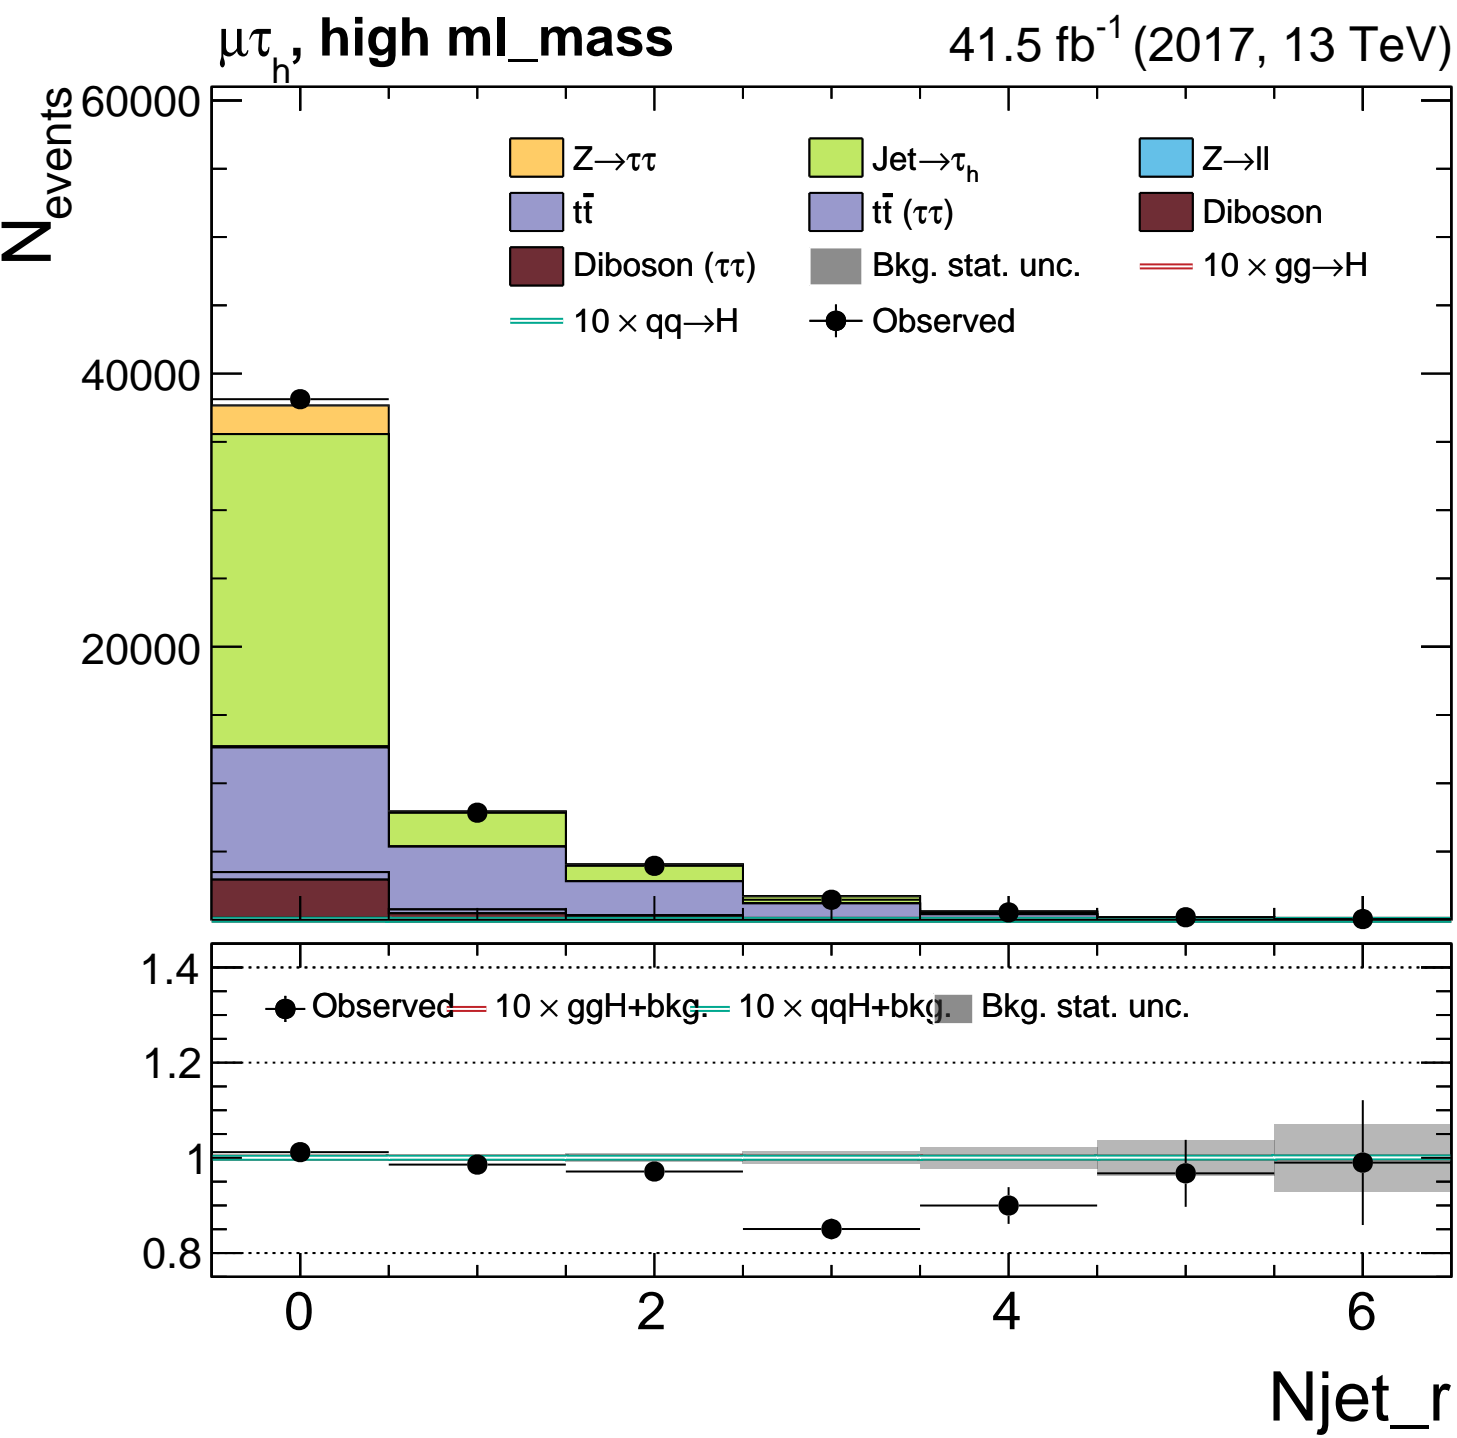 μτh, high ml_mass 41.5 fb-1 (2017, 13 TeV)
Nevents
60000
40000
20000
Z→ττ Jet→τh Z→ll
tt̄ tt̄ (ττ) Diboson
Diboson (ττ) Bkg. stat. unc. 10 × gg→H
10 × qq→H Observed
1.4
1.2
1
0.8
Observed 10 × ggH+bkg. 10 × qqH+bkg. Bkg. stat. unc.
0 2 4 6
Njet_r